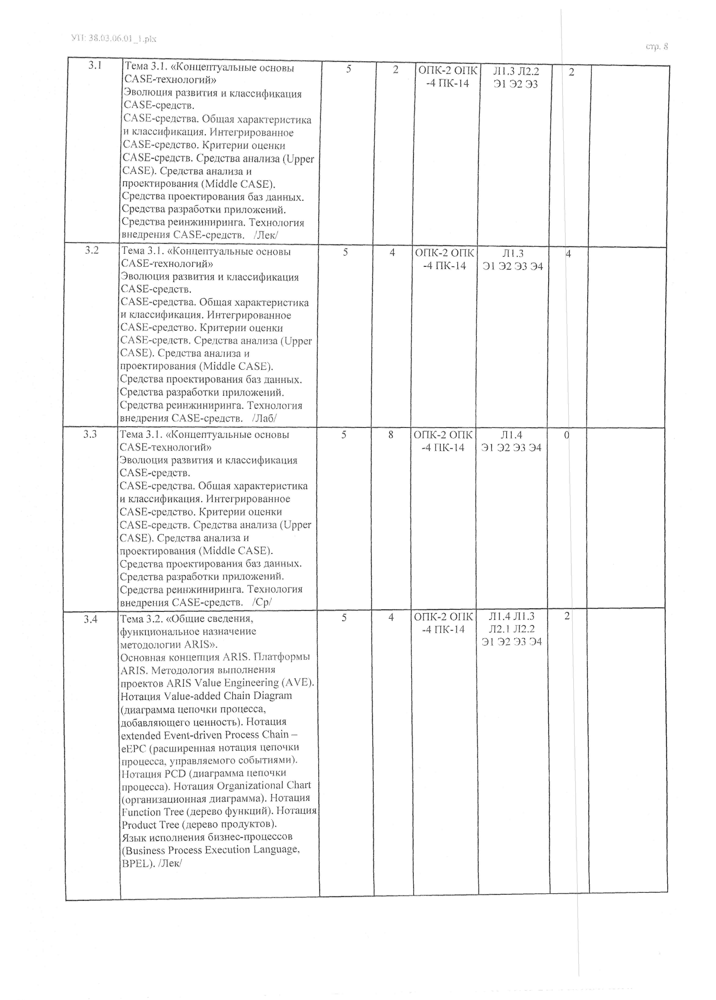 УП: 38.03.06.01_1.plx
стр. 8
3.1
Тема 3.1. «Концептуальные основы
CASE-технологий»
Эволюция развития и классификация
CASE-средств.
CASE-средства. Общая характеристика
и классификация. Интегрированное
CASE-средство. Критерии оценки
CASE-средств. Средства анализа (Upper
CASE). Средства анализа и
проектирования (Middle CASE).
Средства проектирования баз данных.
Средства разработки приложений.
Средства реинжиниринга. Технология
внедрения CASE-средств. /Лек/
5
2
ОПК-2 ОПК
-4 ПК-14
Л1.3 Л2.2
Э1 Э2 Э3
2
3.2
Тема 3.1. «Концептуальные основы
CASE-технологий»
Эволюция развития и классификация
CASE-средств.
CASE-средства. Общая характеристика
и классификация. Интегрированное
CASE-средство. Критерии оценки
CASE-средств. Средства анализа (Upper
CASE). Средства анализа и
проектирования (Middle CASE).
Средства проектирования баз данных.
Средства разработки приложений.
Средства реинжиниринга. Технология
внедрения CASE-средств. /Лаб/
5
4
ОПК-2 ОПК
-4 ПК-14
Л1.3
Э1 Э2 Э3 Э4
4
3.3
Тема 3.1. «Концептуальные основы
CASE-технологий»
Эволюция развития и классификация
CASE-средств.
CASE-средства. Общая характеристика
и классификация. Интегрированное
CASE-средство. Критерии оценки
CASE-средств. Средства анализа (Upper
CASE). Средства анализа и
проектирования (Middle CASE).
Средства проектирования баз данных.
Средства разработки приложений.
Средства реинжиниринга. Технология
внедрения CASE-средств. /Ср/
5
8
ОПК-2 ОПК
-4 ПК-14
Л1.4
Э1 Э2 Э3 Э4
0
3.4
Тема 3.2. «Общие сведения,
функциональное назначение
методологии ARIS».
Основная концепция ARIS. Платформы
ARIS. Методология выполнения
проектов ARIS Value Engineering (AVE).
Нотация Value-added Chain Diagram
(диаграмма цепочки процесса,
добавляющего ценность). Нотация
extended Event-driven Process Chain –
eEPC (расширенная нотация цепочки
процесса, управляемого событиями).
Нотация PCD (диаграмма цепочки
процесса). Нотация Organizational Chart
(организационная диаграмма). Нотация
Function Tree (дерево функций). Нотация
Product Tree (дерево продуктов).
Язык исполнения бизнес-процессов
(Business Process Execution Language,
BPEL). /Лек/
5
4
ОПК-2 ОПК
-4 ПК-14
Л1.4 Л1.3
Л2.1 Л2.2
Э1 Э2 Э3 Э4
2